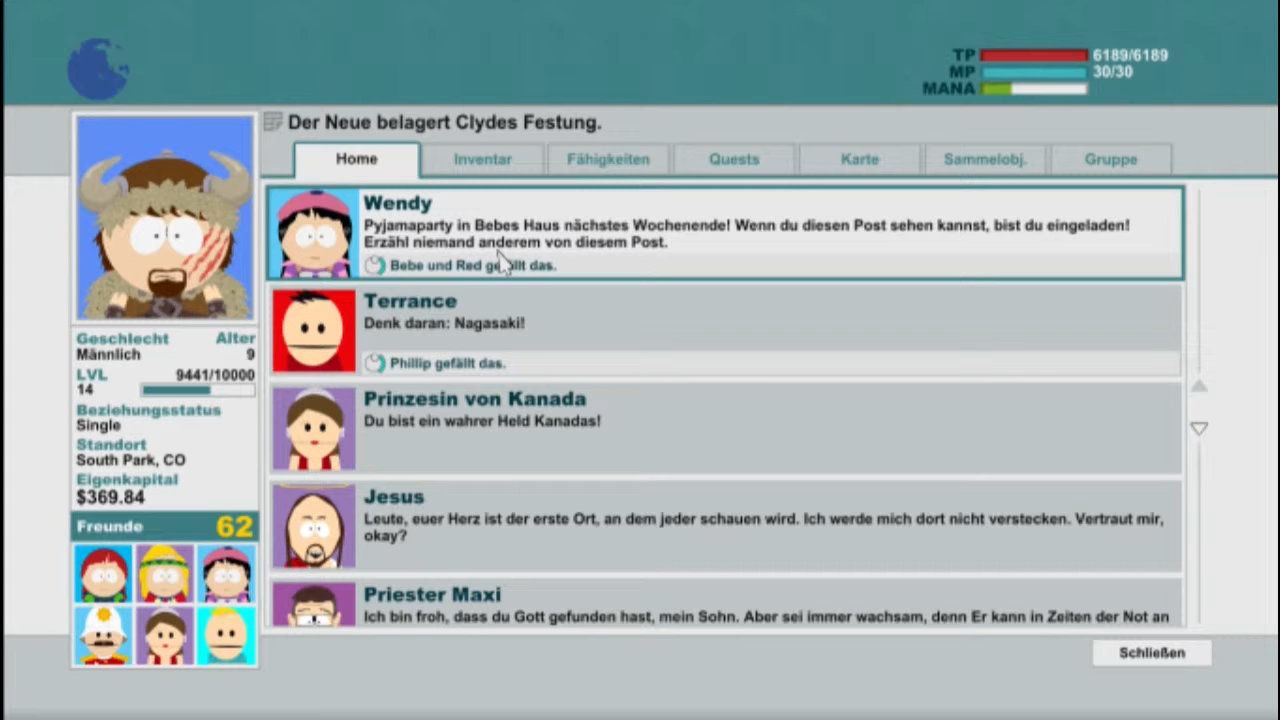 TP 6189/6189
MP 30/30
MANA
Der Neue belagert Clydes Festung.
Home Inventar Fähigkeiten Quests Karte Sammelobj. Gruppe
Geschlecht Alter
Männlich 9
LVL 9441/10000
14
Beziehungsstatus
Single
Standort
South Park, CO
Eigenkapital
$369.84
Freunde 62
Wendy
Pyjamaparty in Bebes Haus nächstes Wochenende! Wenn du diesen Post sehen kannst, bist du eingeladen!
Erzähl niemand anderem von diesem Post.
Bebe und Red gefällt das.
Terrance
Denk daran: Nagasaki!
Phillip gefällt das.
Prinzesin von Kanada
Du bist ein wahrer Held Kanadas!
Jesus
Leute, euer Herz ist der erste Ort, an dem jeder schauen wird. Ich werde mich dort nicht verstecken. Vertraut mir,
okay?
Priester Maxi
Ich bin froh, dass du Gott gefunden hast, mein Sohn. Aber sei immer wachsam, denn Er kann in Zeiten der Not an
Schließen